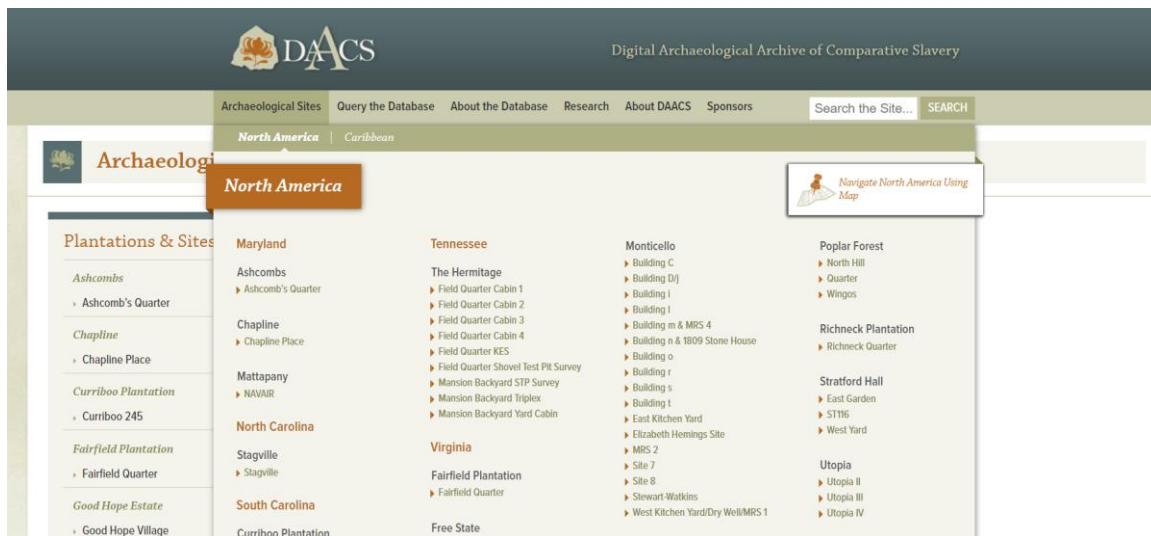 DAACS
Digital Archaeological Archive of Comparative Slavery
Archaeological Sites
Query the Database
About the Database
Research
About DAACS
Sponsors
Search the Site...
SEARCH
North America
Caribbean
Archaeologi
North America
Navigate North America Using
Map
Plantations & Sites
Ashcombs
Ashcomb's Quarter
Chapline
Chapline Place
Curriboo Plantation
Curriboo 245
Fairfield Plantation
Fairfield Quarter
Good Hope Estate
Good Hope Village
Maryland
Ashcombs
Ashcomb's Quarter
Chapline
Chapline Place
Mattapany
NAVAIR
North Carolina
Stagville
Stagville
South Carolina
Curriboo Plantation
Tennessee
The Hermitage
Field Quarter Cabin 1
Field Quarter Cabin 2
Field Quarter Cabin 3
Field Quarter Cabin 4
Field Quarter KES
Field Quarter Shovel Test Pit Survey
Mansion Backyard STP Survey
Mansion Backyard Triplex
Mansion Backyard Yard Cabin
Virginia
Fairfield Plantation
Fairfield Quarter
Free State
Monticello
Building C
Building D/j
Building i
Building l
Building m & MRS 4
Building n & 1809 Stone House
Building o
Building r
Building s
Building t
East Kitchen Yard
Elizabeth Hemings Site
MRS 2
Site 7
Site 8
Stewart-Watkins
West Kitchen Yard/Dry Well/MRS 1
Poplar Forest
North Hill
Quarter
Wingos
Richneck Plantation
Richneck Quarter
Stratford Hall
East Garden
ST116
West Yard
Utopia
Utopia II
Utopia III
Utopia IV